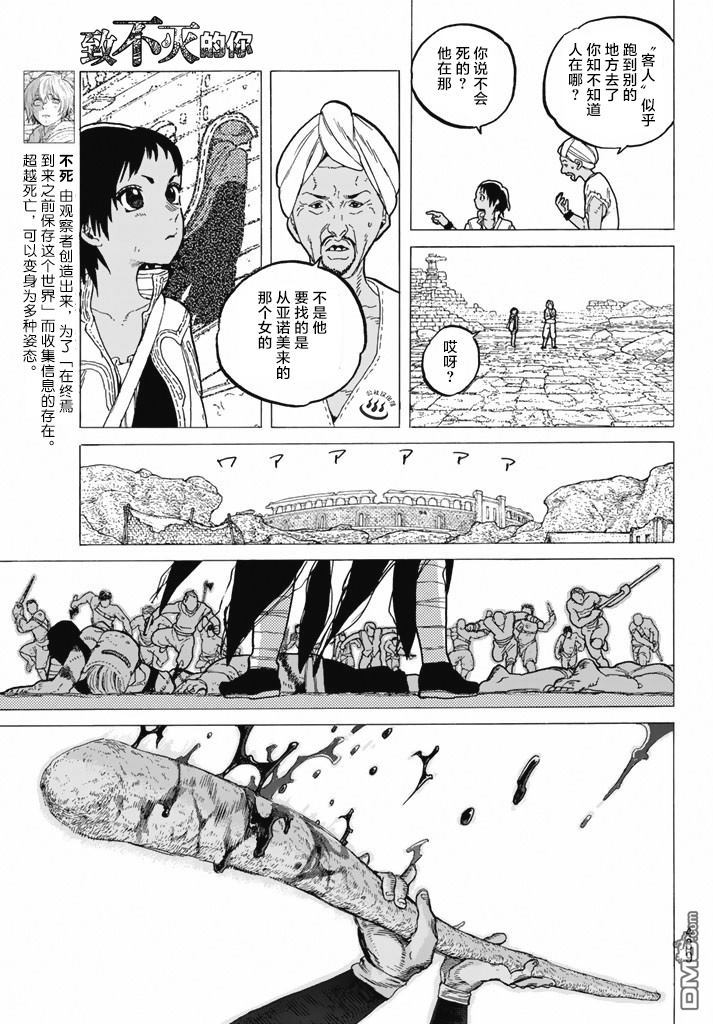 致不灭的你
“客人”似乎
跑到别的
地方去了
你知不知道
人在哪？
你说不会
死的？
他在那
哎呀？
不是他
要找的是
从亚诺美来的
那个女的
不死 由观察者创造出来，为了「在终焉
到来之前保存这个世界」而收集信息的存在。
超越死亡，可以变身为多种姿态。
ワァァァァァ